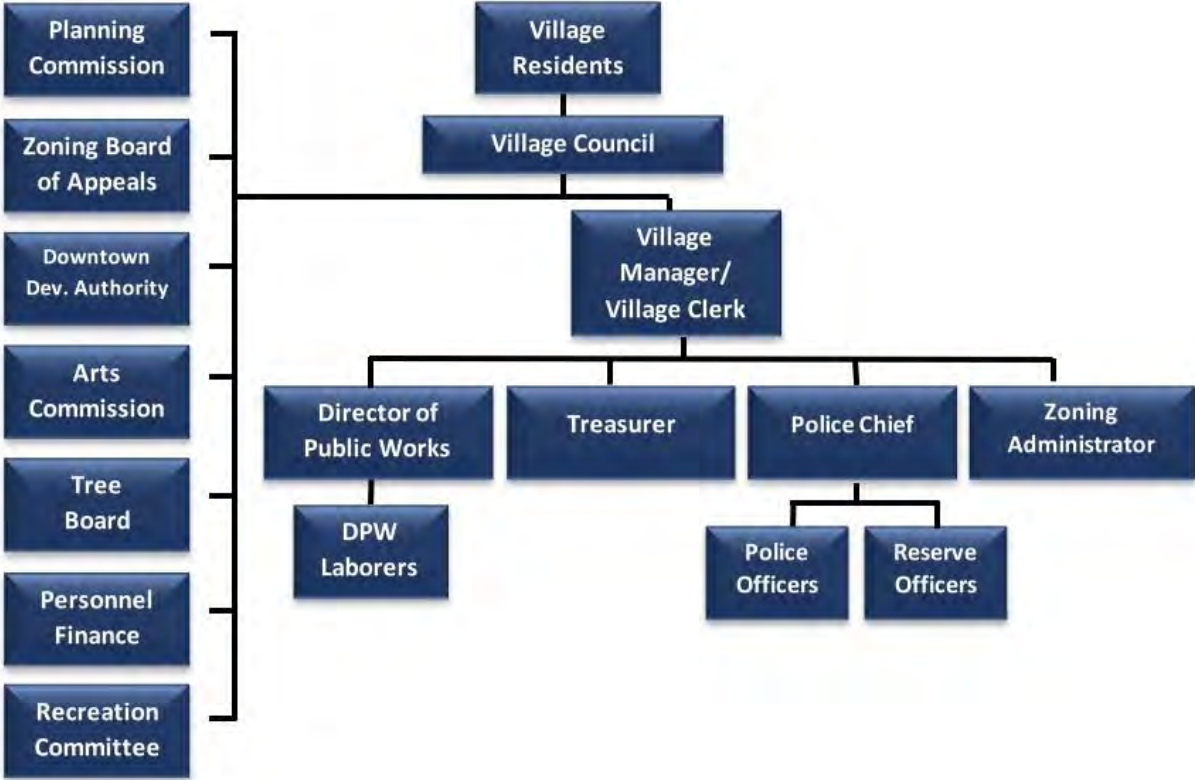 Planning
Commission
Zoning Board
of Appeals
Downtown
Dev. Authority
Arts
Commission
Tree
Board
Personnel
Finance
Recreation
Committee
Village
Residents
Village Council
Village
Manager/
Village Clerk
Director of
Public Works
Treasurer
Police Chief
Zoning
Administrator
DPW
Laborers
Police
Officers
Reserve
Officers